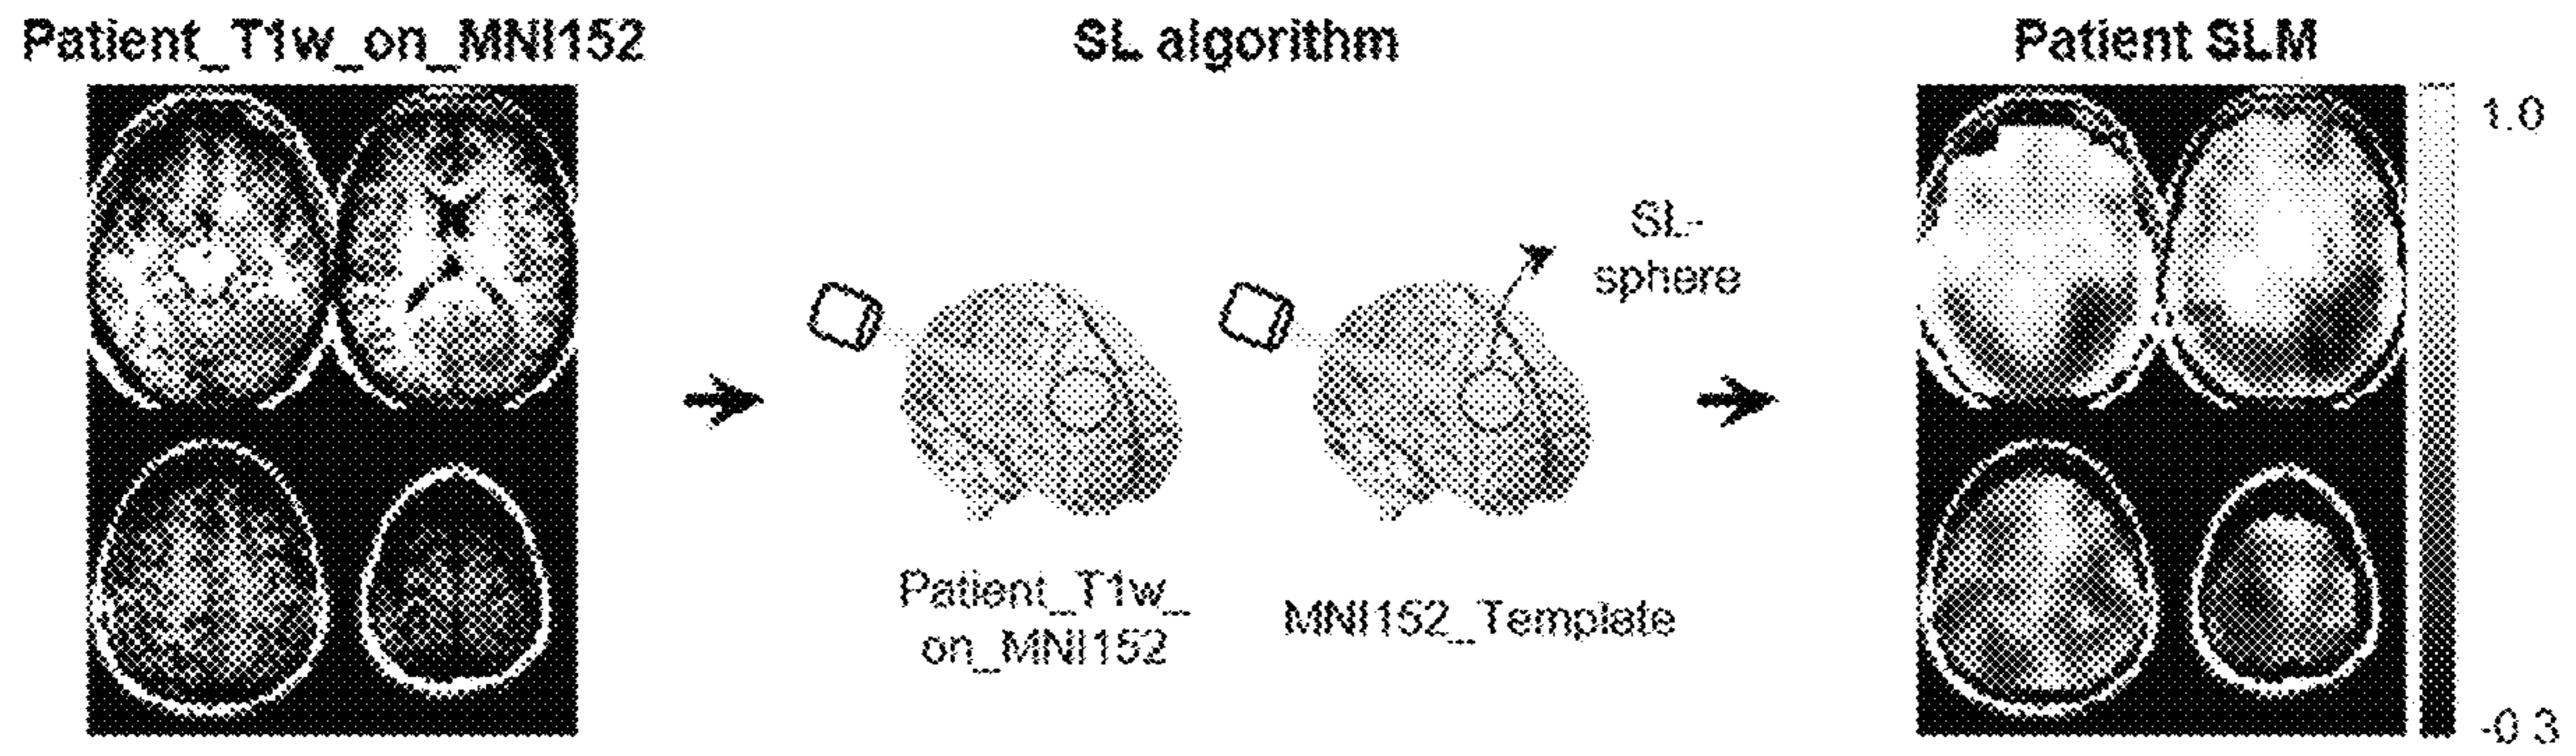 Patient_T1w_on_MNI152
SL algorithm
Patient SLM
1.0
SL-
sphere
Patient_T1w_
on_MNI152
MNI152_Template
-0.3